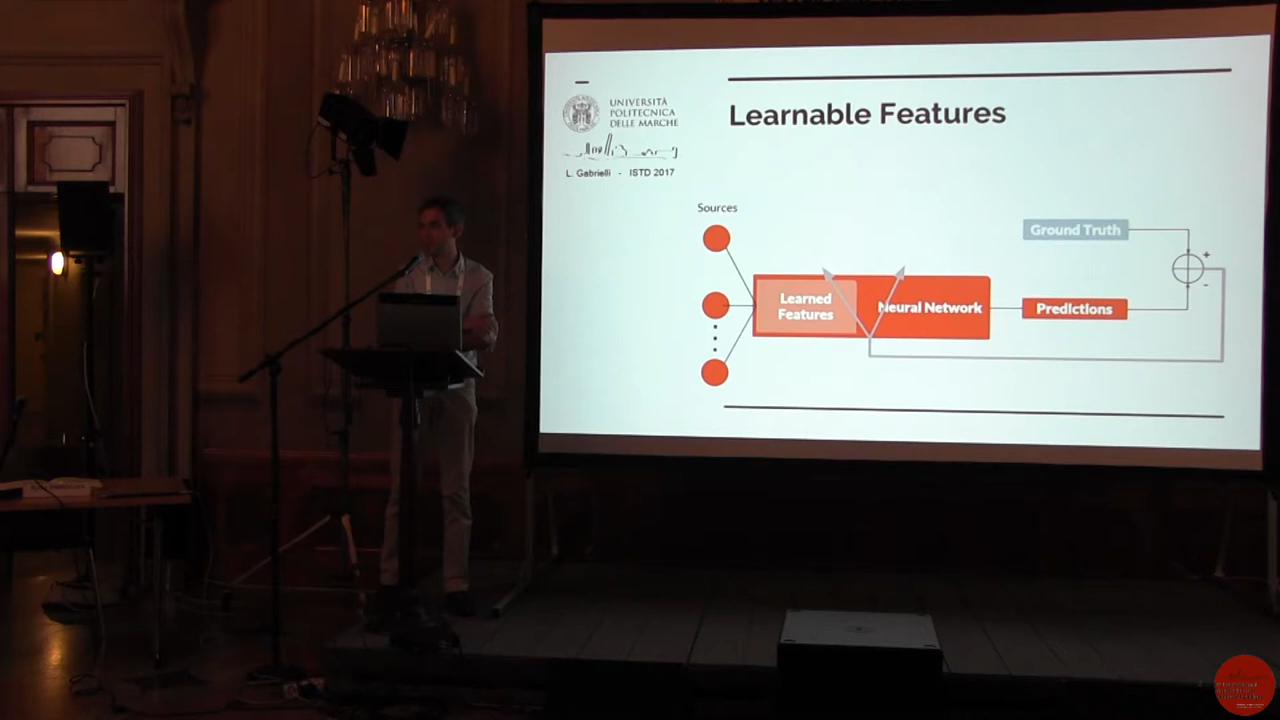 UNIVERSITÀ
POLITECNICA
DELLE MARCHE
L. Gabrielli - ISTD 2017
Learnable Features
Sources
Ground Truth
+
-
Learned
Features
Neural Network
Predictions